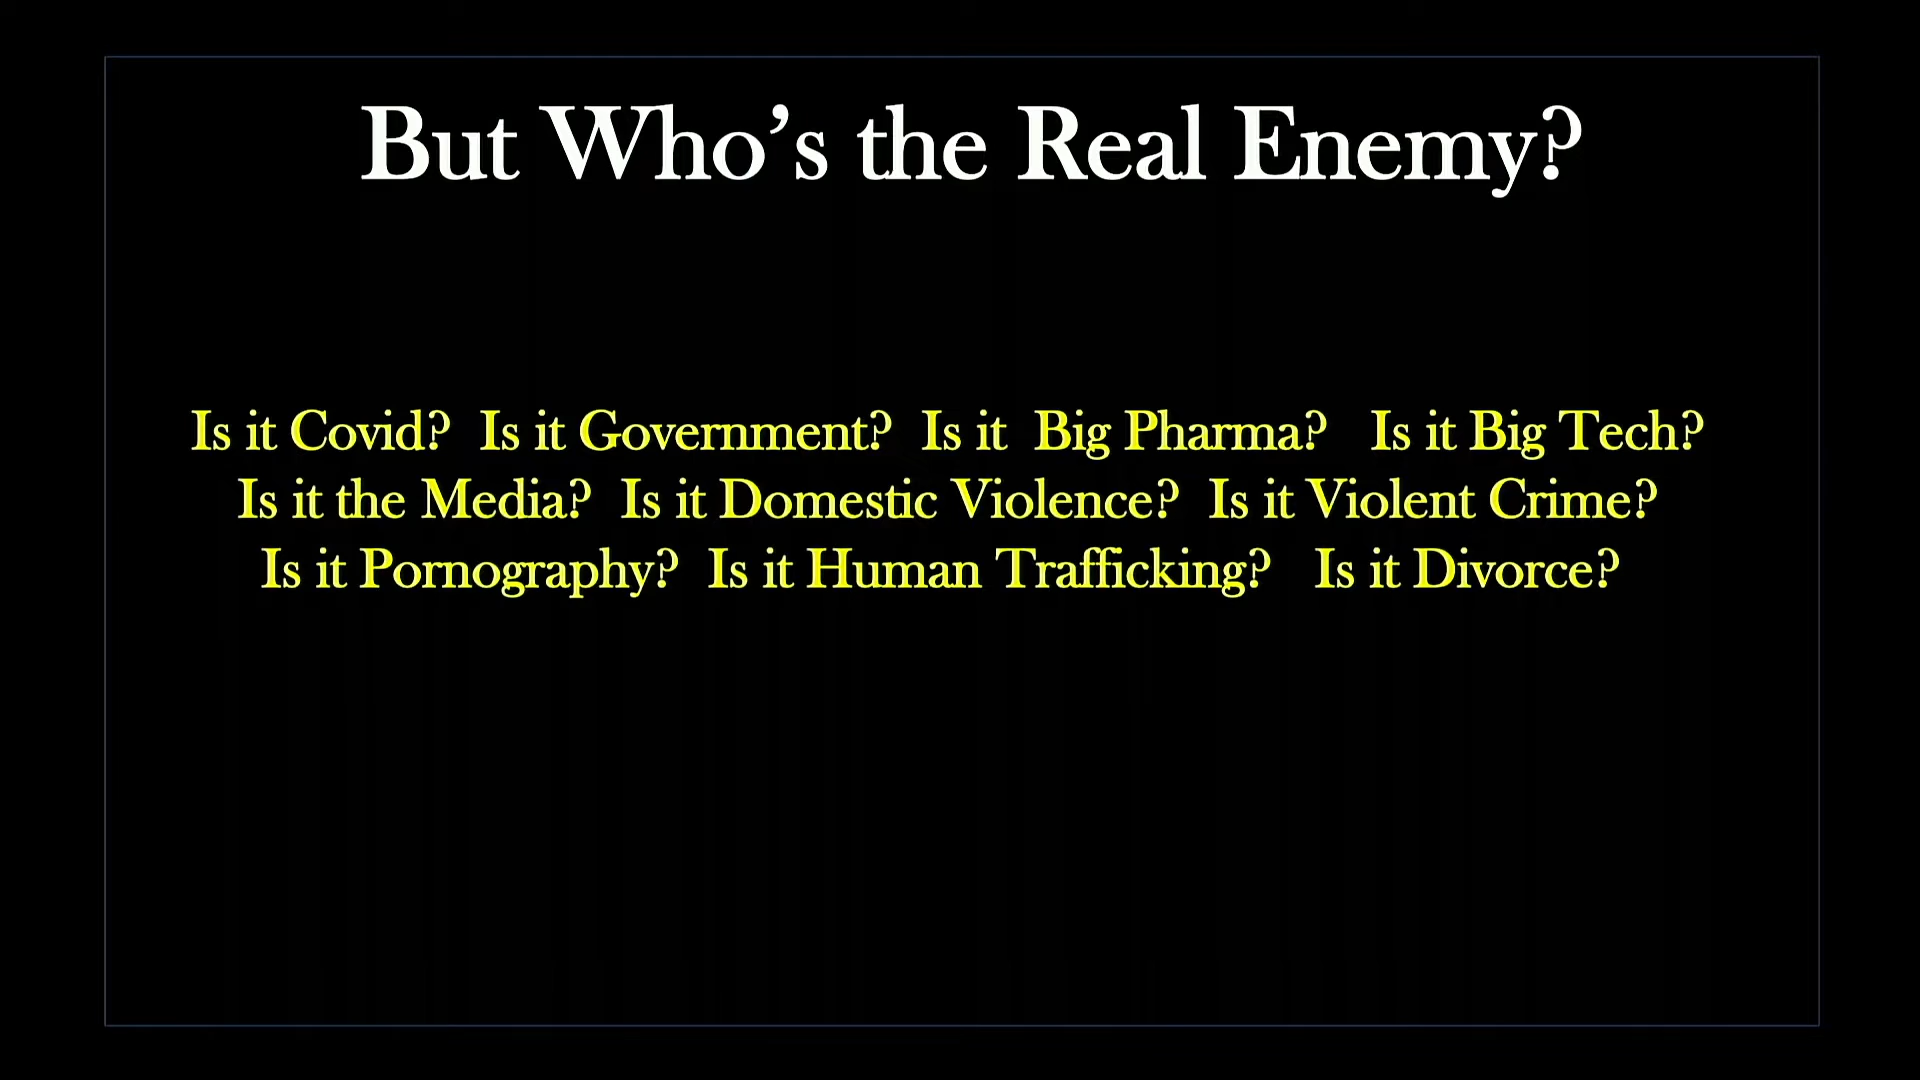 But Who’s the Real Enemy?
Is it Covid? Is it Government? Is it Big Pharma? Is it Big Tech?
Is it the Media? Is it Domestic Violence? Is it Violent Crime?
Is it Pornography? Is it Human Trafficking? Is it Divorce?